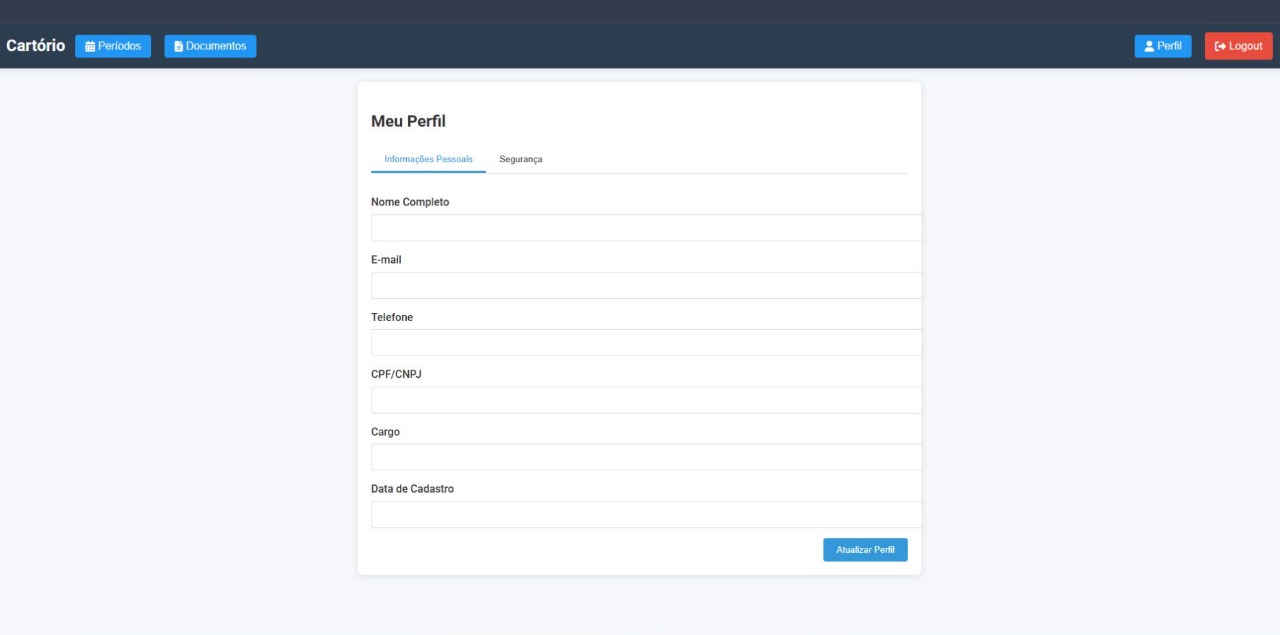 Cartório Períodos Documentos Perfil Logout
Meu Perfil
Informações Pessoais Segurança
Nome Completo
E-mail
Telefone
CPF/CNPJ
Cargo
Data de Cadastro
Atualizar Perfil